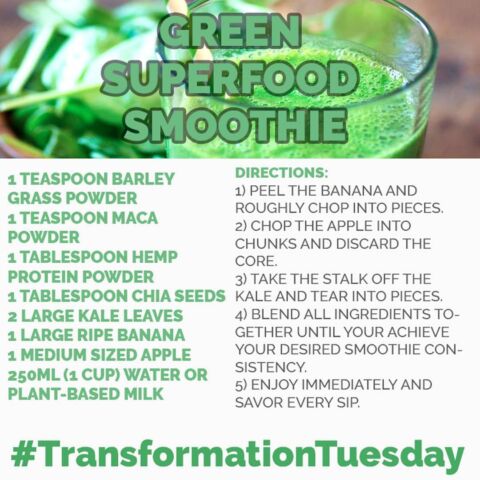 GREEN
SUPERFOOD
SMOOTHIE
1 TEASPOON BARLEY
GRASS POWDER
1 TEASPOON MACA
POWDER
1 TABLESPOON HEMP
PROTEIN POWDER
1 TABLESPOON CHIA SEEDS
2 LARGE KALE LEAVES
1 LARGE RIPE BANANA
1 MEDIUM SIZED APPLE
250ML (1 CUP) WATER OR
PLANT-BASED MILK
DIRECTIONS:
1) PEEL THE BANANA AND
ROUGHLY CHOP INTO PIECES.
2) CHOP THE APPLE INTO
CHUNKS AND DISCARD THE
CORE.
3) TAKE THE STALK OFF THE
KALE AND TEAR INTO PIECES.
4) BLEND ALL INGREDIENTS TO-
GETHER UNTIL YOUR ACHIEVE
YOUR DESIRED SMOOTHIE CON-
SISTENCY.
5) ENJOY IMMEDIATELY AND
SAVOR EVERY SIP.
#TransformationTuesday